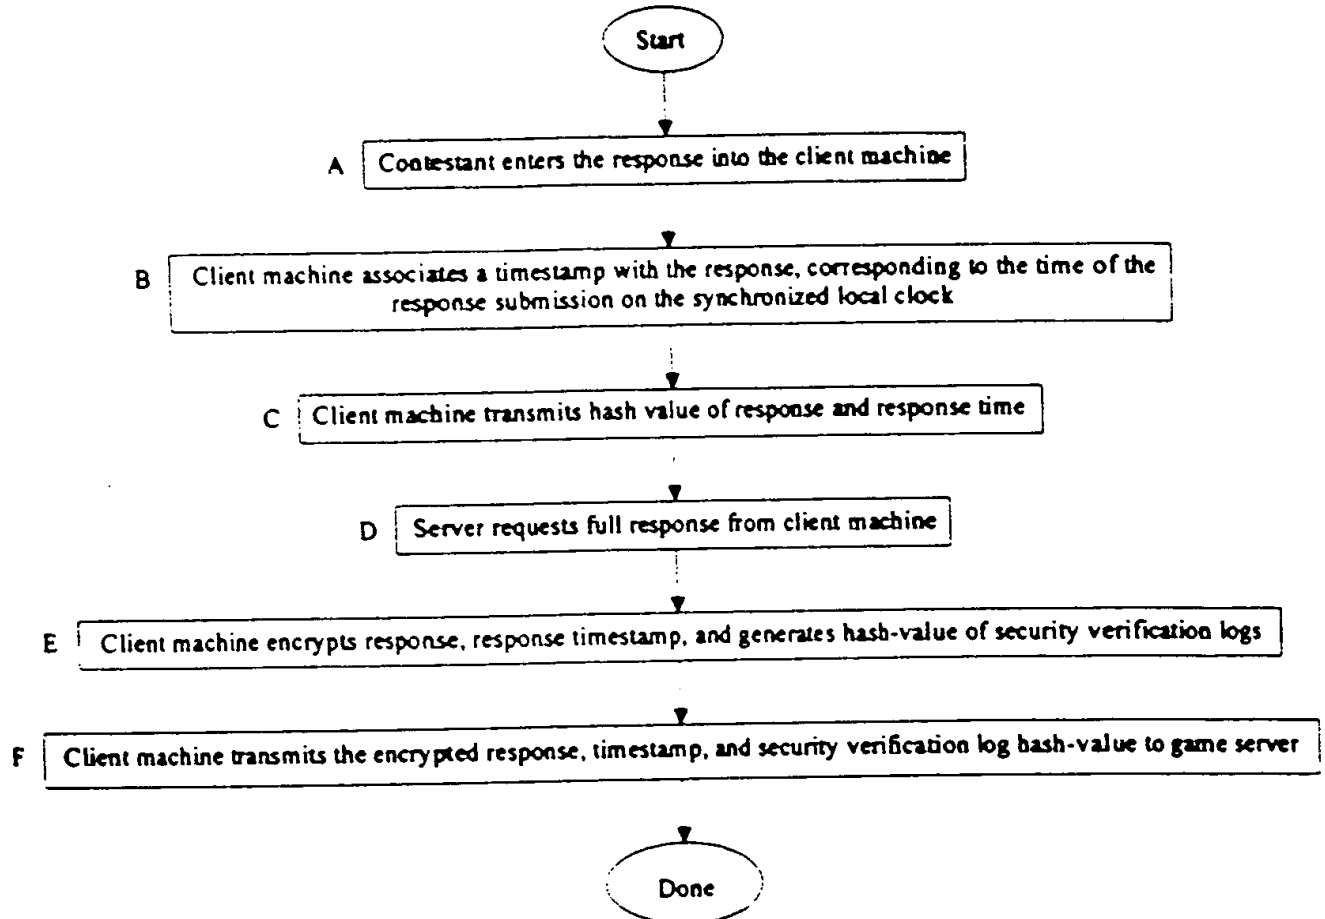 Start
A Contestant enters the response into the client machine
B Client machine associates a timestamp with the response, corresponding to the time of the
response submission on the synchronized local clock
C Client machine transmits hash value of response and response time
D Server requests full response from client machine
E Client machine encrypts response, response timestamp, and generates hash-value of security verification logs
F Client machine transmits the encrypted response, timestamp, and security verification log hash-value to game server
Done